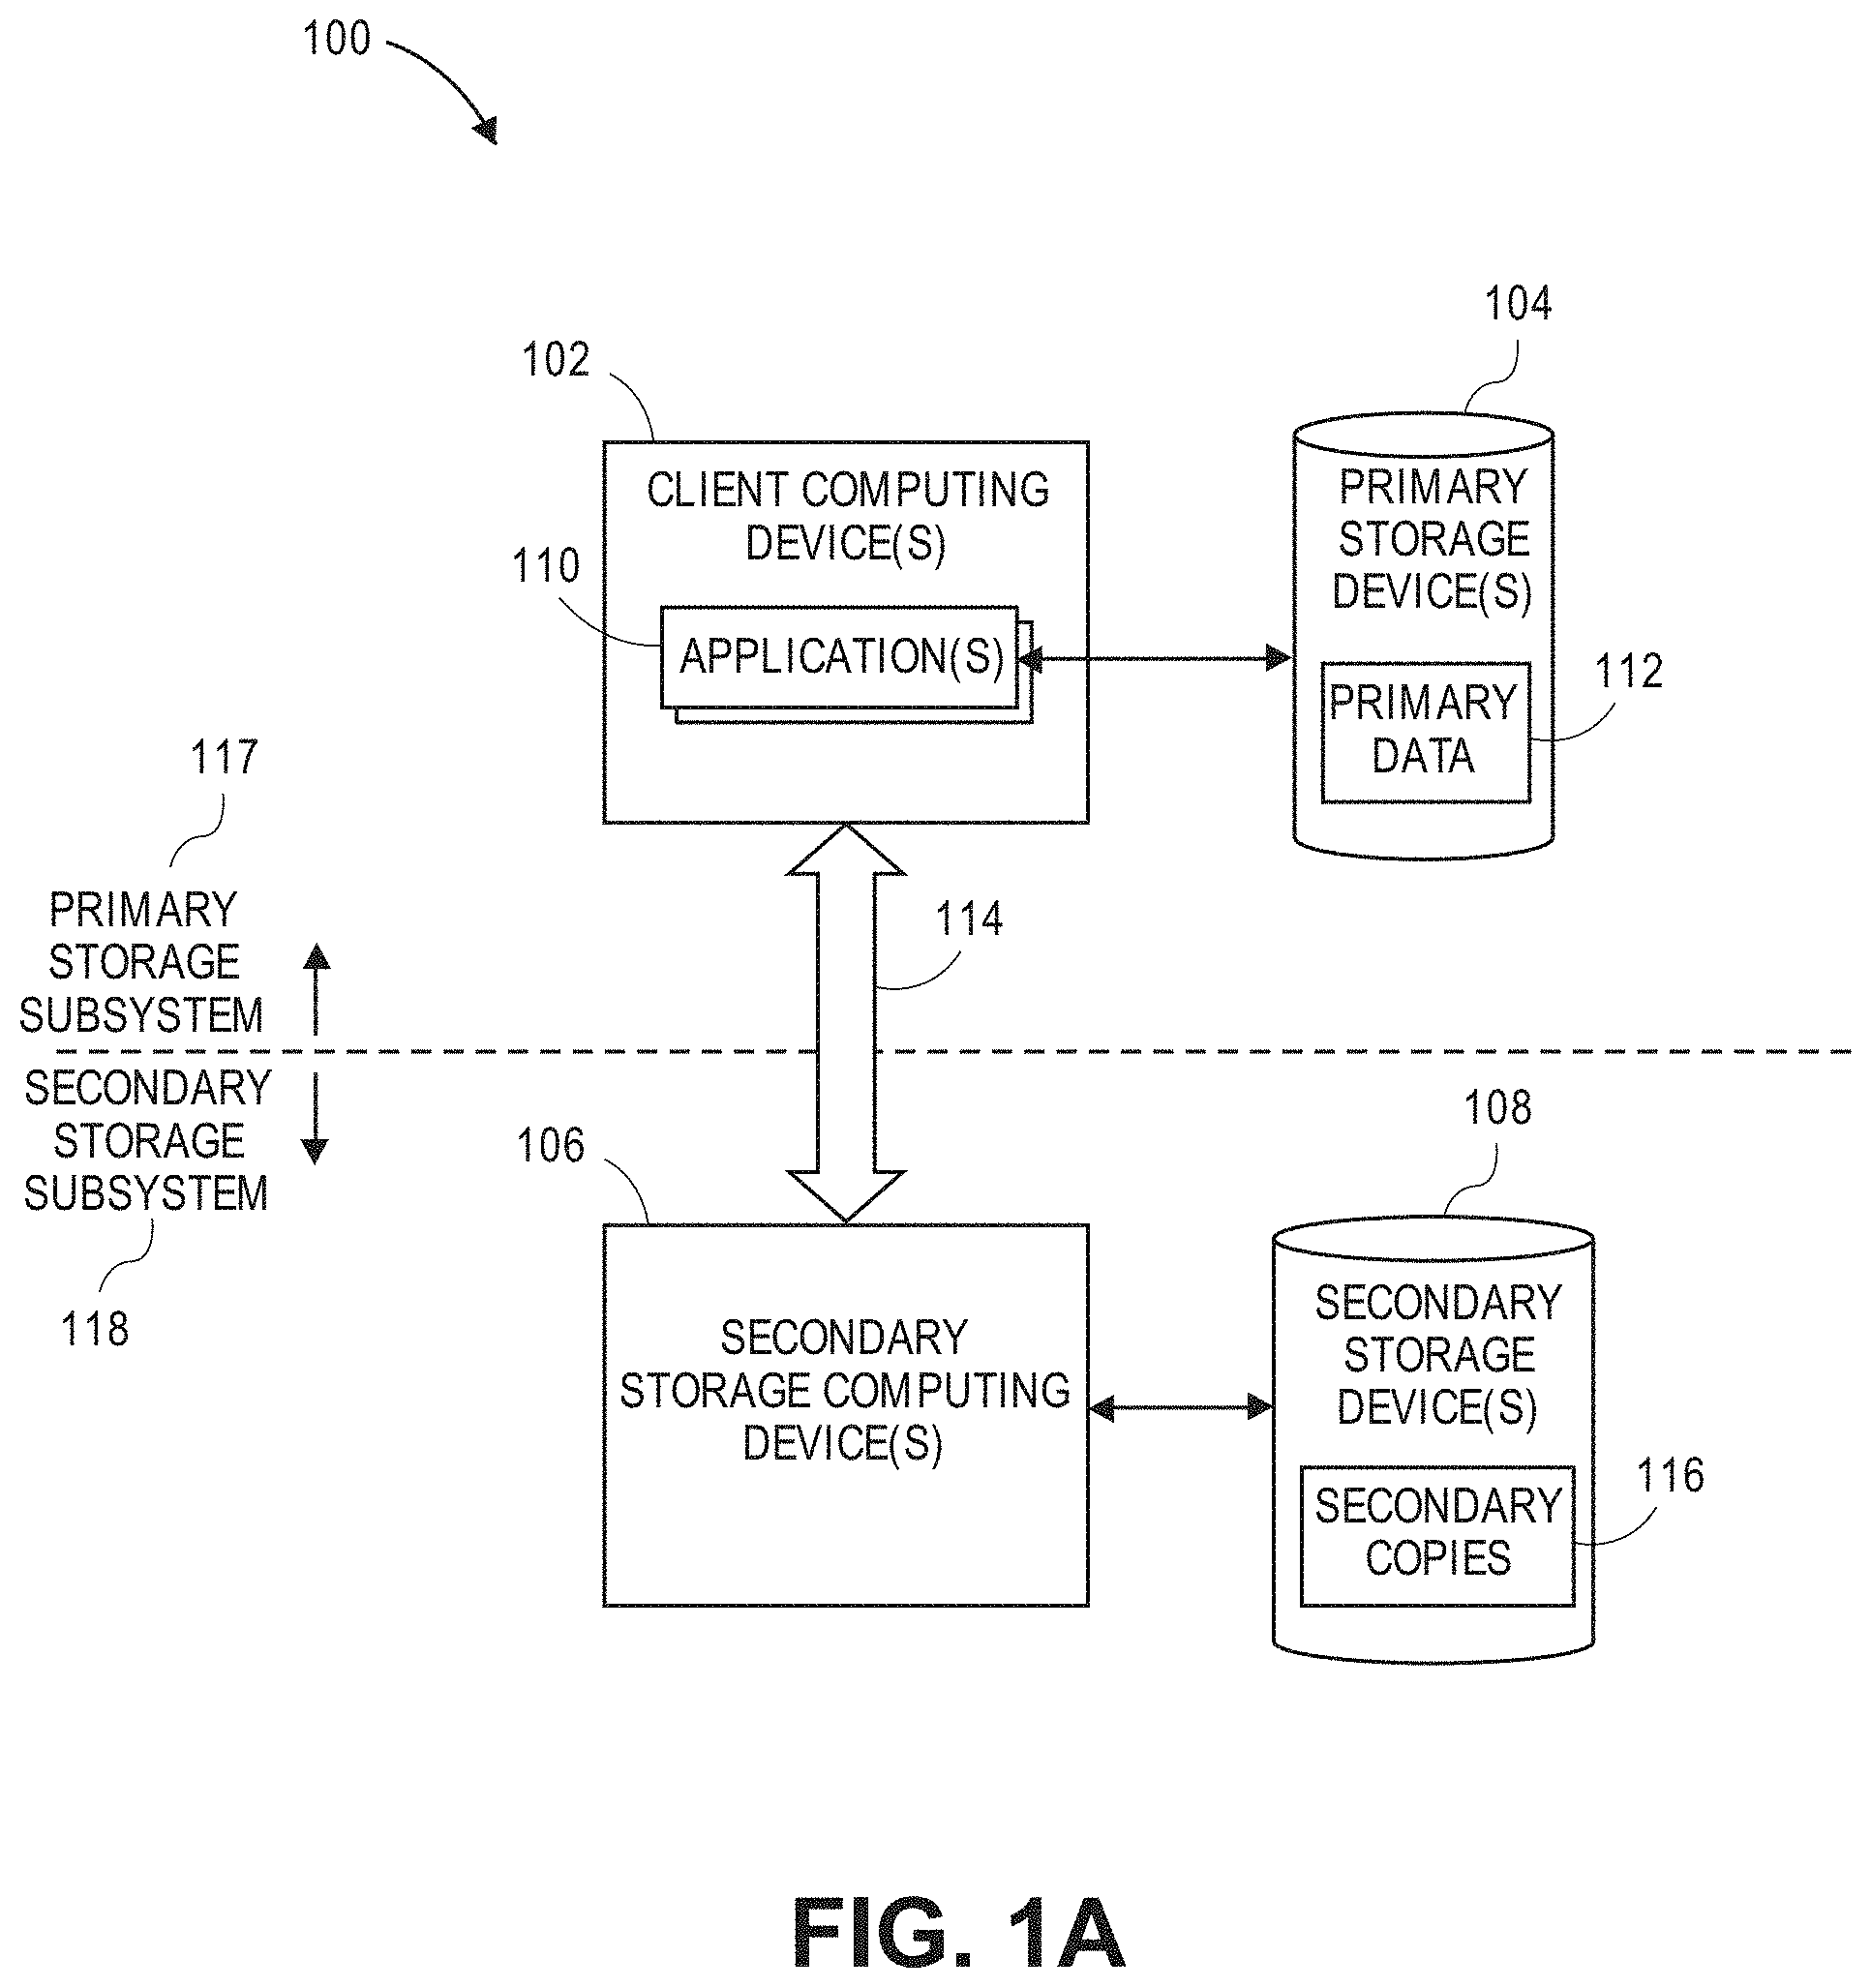 100
104
102
CLIENT COMPUTING
DEVICE(S)
PRIMARY
STORAGE
DEVICE(S)
110
APPLICATION(S)
112
PRIMARY
DATA
117
PRIMARY
STORAGE
SUBSYSTEM
114
SECONDARY
STORAGE
SUBSYSTEM
118
106
108
SECONDARY
STORAGE COMPUTING
DEVICE(S)
SECONDARY
STORAGE
DEVICE(S)
116
SECONDARY
COPIES
FIG. 1A